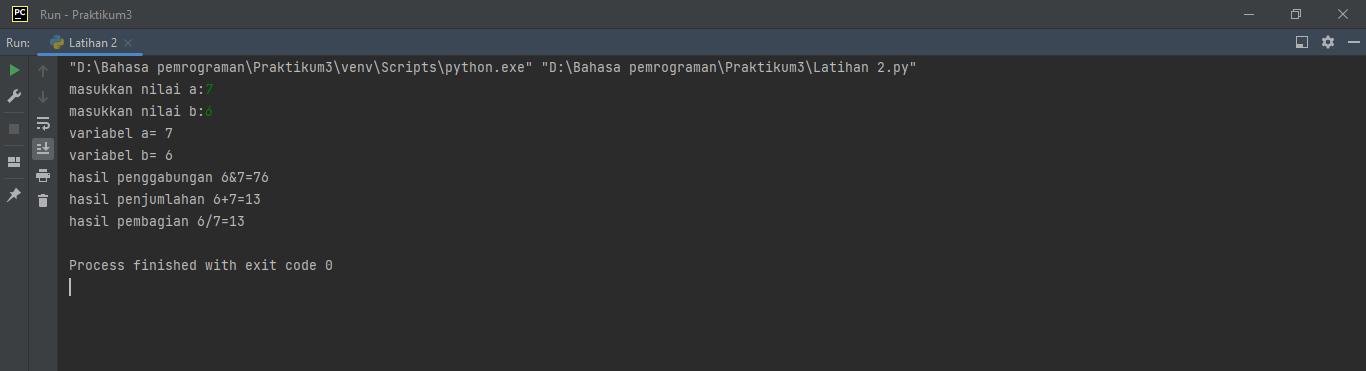 PC Run - Praktikum3
Run: Latihan 2
"D:\Bahasa pemrograman\Praktikum3\venv\Scripts\python.exe" "D:\Bahasa pemrograman\Praktikum3\Latihan 2.py"
masukkan nilai a:7
masukkan nilai b:6
variabel a= 7
variabel b= 6
hasil penggabungan 6&7=76
hasil penjumlahan 6+7=13
hasil pembagian 6/7=13
Process finished with exit code 0